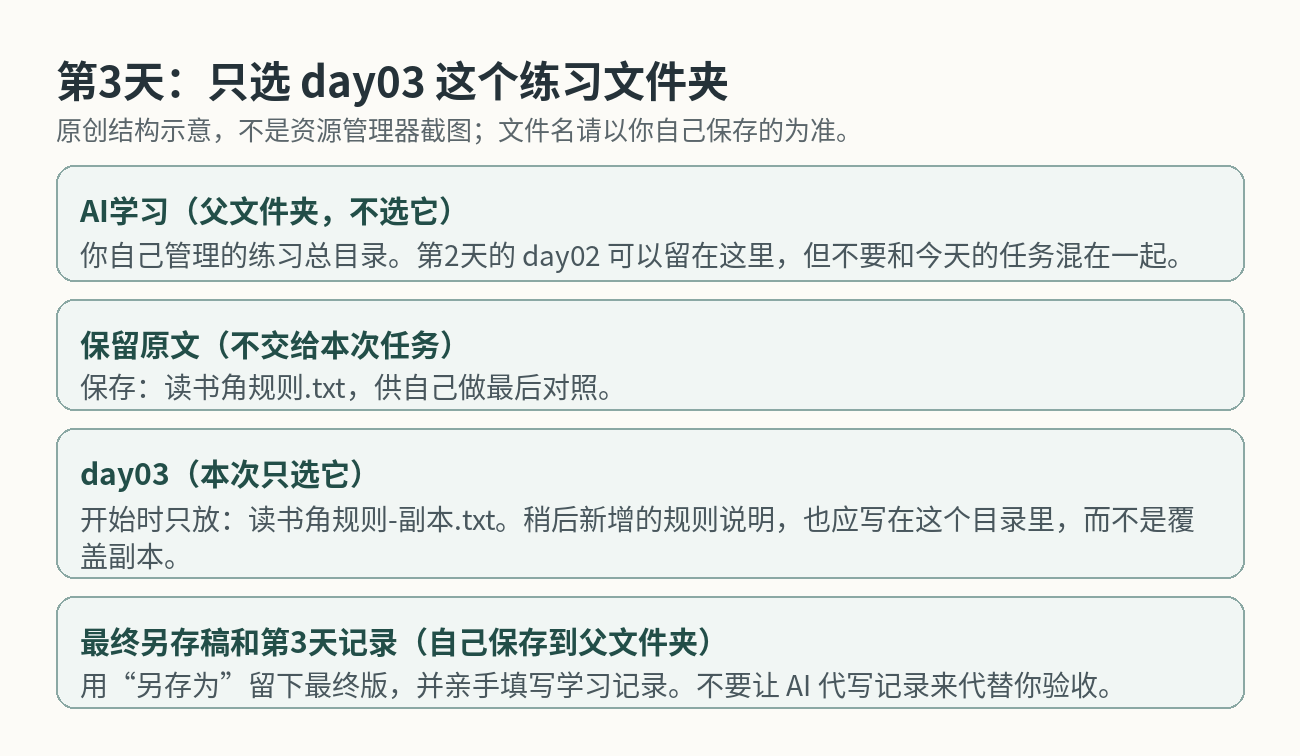 第3天：只选 day03 这个练习文件夹
原创结构示意，不是资源管理器截图；文件名请以你自己保存的为准。
AI学习（父文件夹，不选它）
你自己管理的练习总目录。第2天的 day02 可以留在这里，但不要和今天的任务混在一起。
保留原文（不交给本次任务）
保存：读书角规则.txt，供自己做最后对照。
day03（本次只选它）
开始时只放：读书角规则-副本.txt。稍后新增的规则说明，也应写在这个目录里，而不是覆
盖副本。
最终另存稿和第3天记录（自己保存到父文件夹）
用“另存为”留下最终版，并亲手填写学习记录。不要让 AI 代写记录来代替你验收。